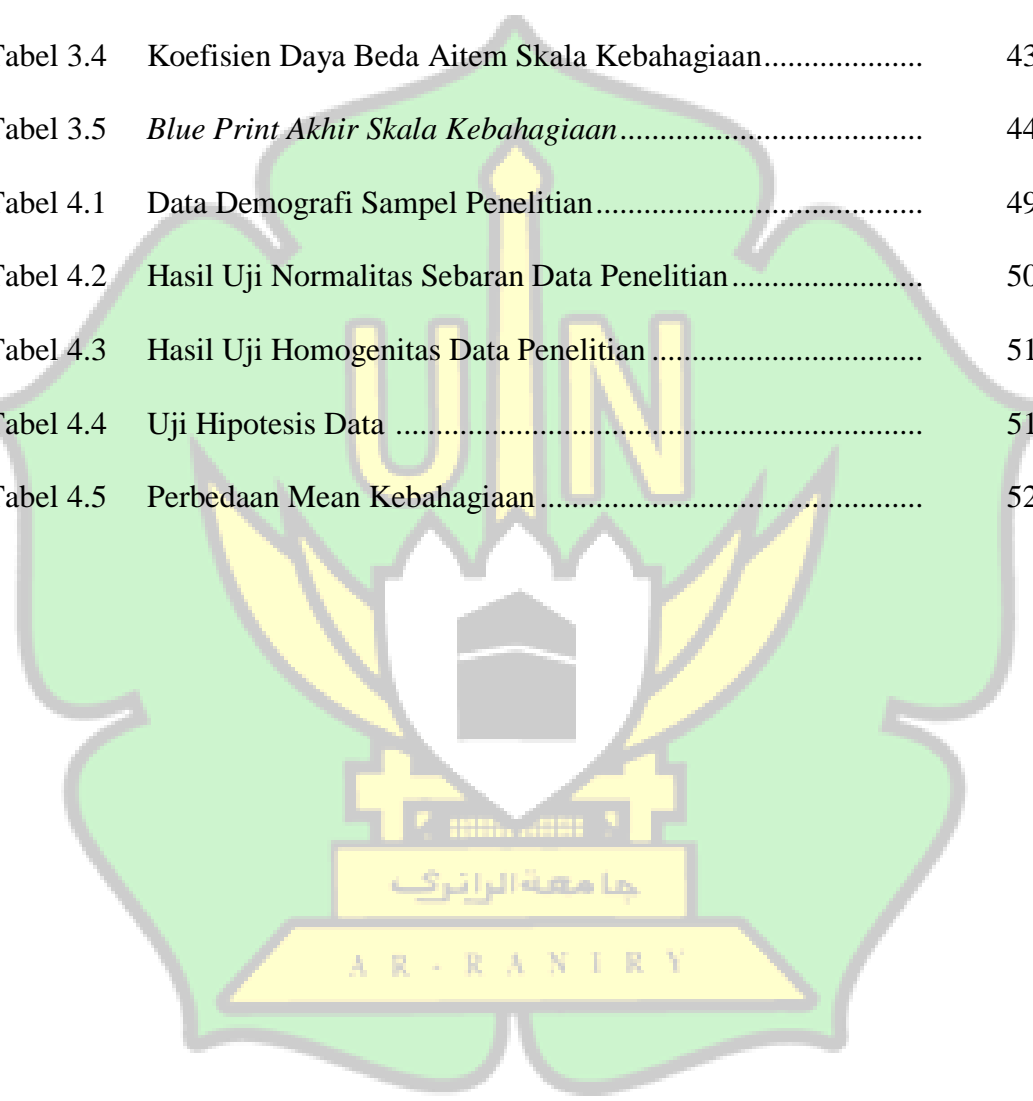 Tabel 3.4 Koefisien Daya Beda Aitem Skala Kebahagiaan.................... 43
Tabel 3.5 Blue Print Akhir Skala Kebahagiaan...................................... 44
Tabel 4.1 Data Demografi Sampel Penelitian......................................... 49
Tabel 4.2 Hasil Uji Normalitas Sebaran Data Penelitian........................ 50
Tabel 4.3 Hasil Uji Homogenitas Data Penelitian.................................. 51
Tabel 4.4 Uji Hipotesis Data .................................................................. 51
Tabel 4.5 Perbedaan Mean Kebahagiaan................................................ 52
UIN
جامعة الرانري
AR-RANIRY